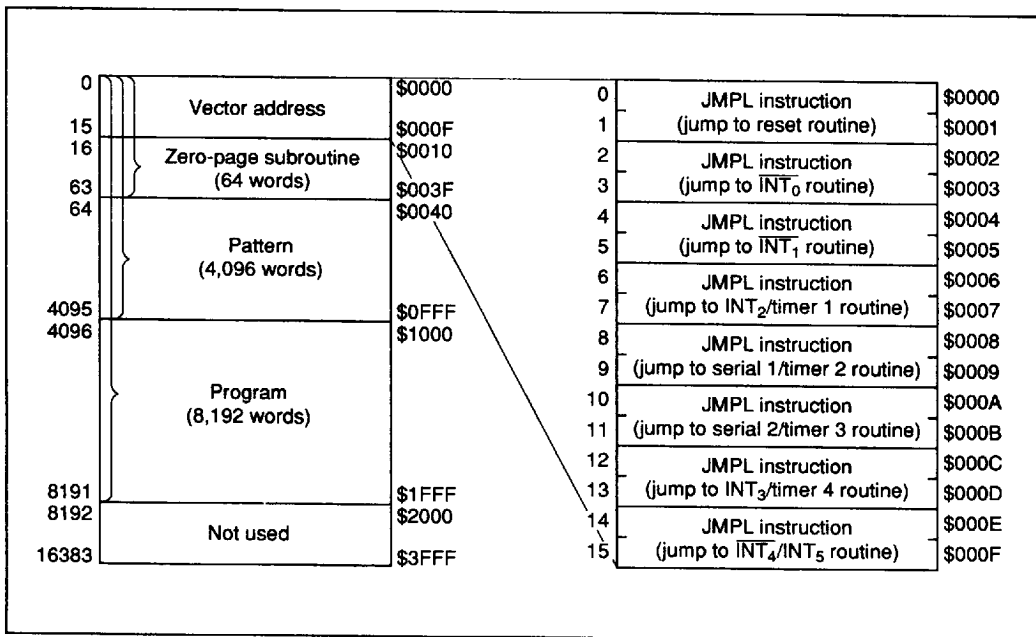 0
Vector address
$0000
15
$000F
16
Zero-page subroutine
(64 words)
$0010
63
$003F
64
Pattern
(4,096 words)
$0040
4095
$0FFF
4096
Program
(8,192 words)
$1000
8191
$1FFF
8192
Not used
$2000
16383
$3FFF
0 JMPL instruction $0000
1 (jump to reset routine) $0001
2 JMPL instruction $0002
3 (jump to I̅N̅T̅₀̅ routine) $0003
4 JMPL instruction $0004
5 (jump to I̅N̅T̅₁̅ routine) $0005
6 JMPL instruction $0006
7 (jump to INT₂/timer 1 routine) $0007
8 JMPL instruction $0008
9 (jump to serial 1/timer 2 routine) $0009
10 JMPL instruction $000A
11 (jump to serial 2/timer 3 routine) $000B
12 JMPL instruction $000C
13 (jump to INT₃/timer 4 routine) $000D
14 JMPL instruction $000E
15 (jump to I̅N̅T̅₄̅/INT₅ routine) $000F